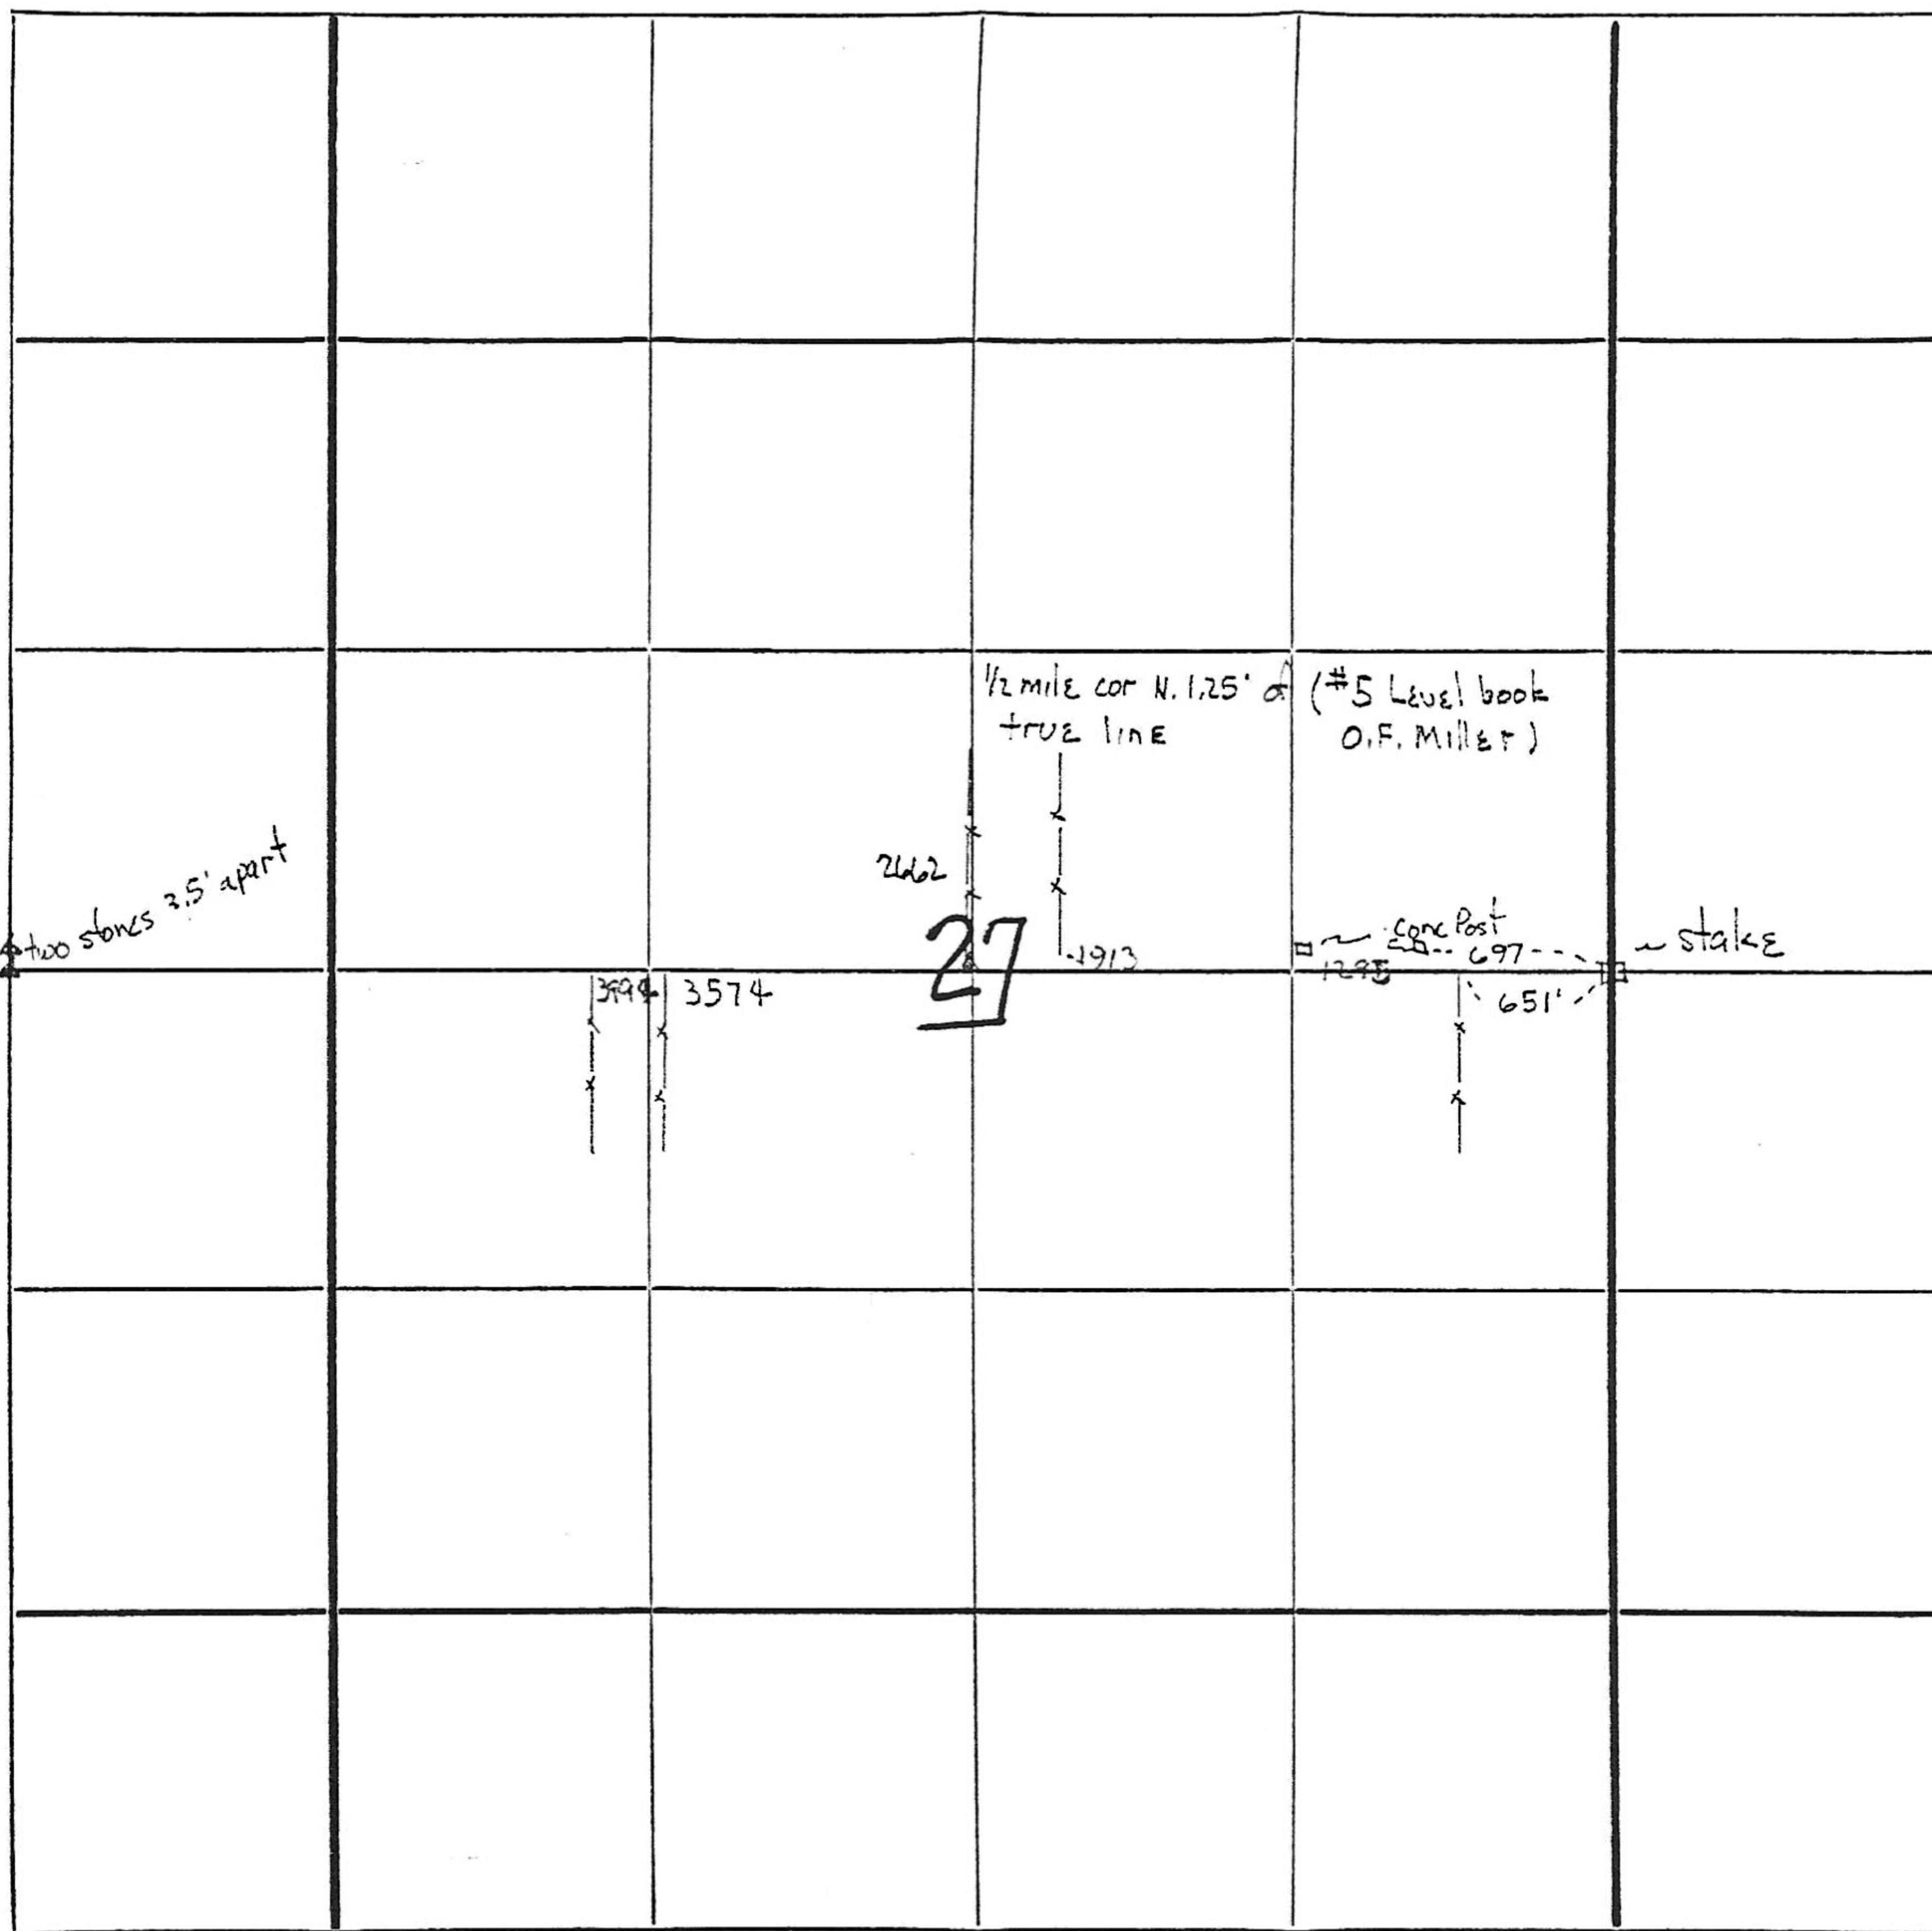 1/2 mile cor N. 1.25' of (#5 Level book
true line O.F. Miller)
two stones 3.5' apart
2662
27
1913
conc Post
697
1295
stake
3574
651'